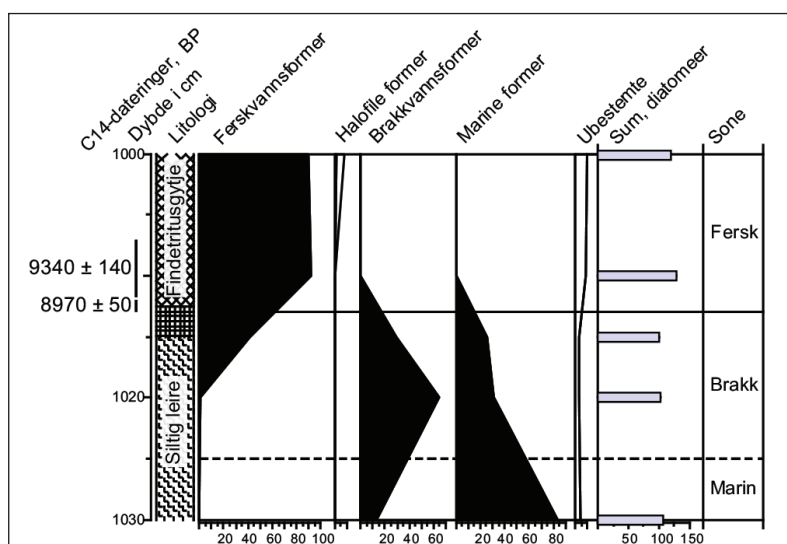 C14-dateringer, BP
Dybde i cm
Litologi
Ferskvannsformer
Halofile former
Brakkvannsformer
Marine former
Ubestemte
Sum, diatomeer
Sone
1000
Findetritusgytje
Fersk
9340 ± 140
8970 ± 50
Siltig leire
Brakk
1020
Marin
1030
20 40 60 80 100
20 40 60
20 40 60 80
50 100 150